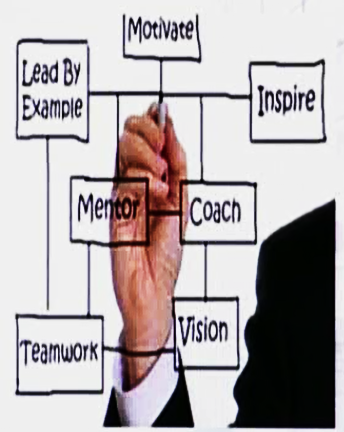 Motivate
Lead By
Example
Inspire
Mentor
Coach
Vision
Teamwork